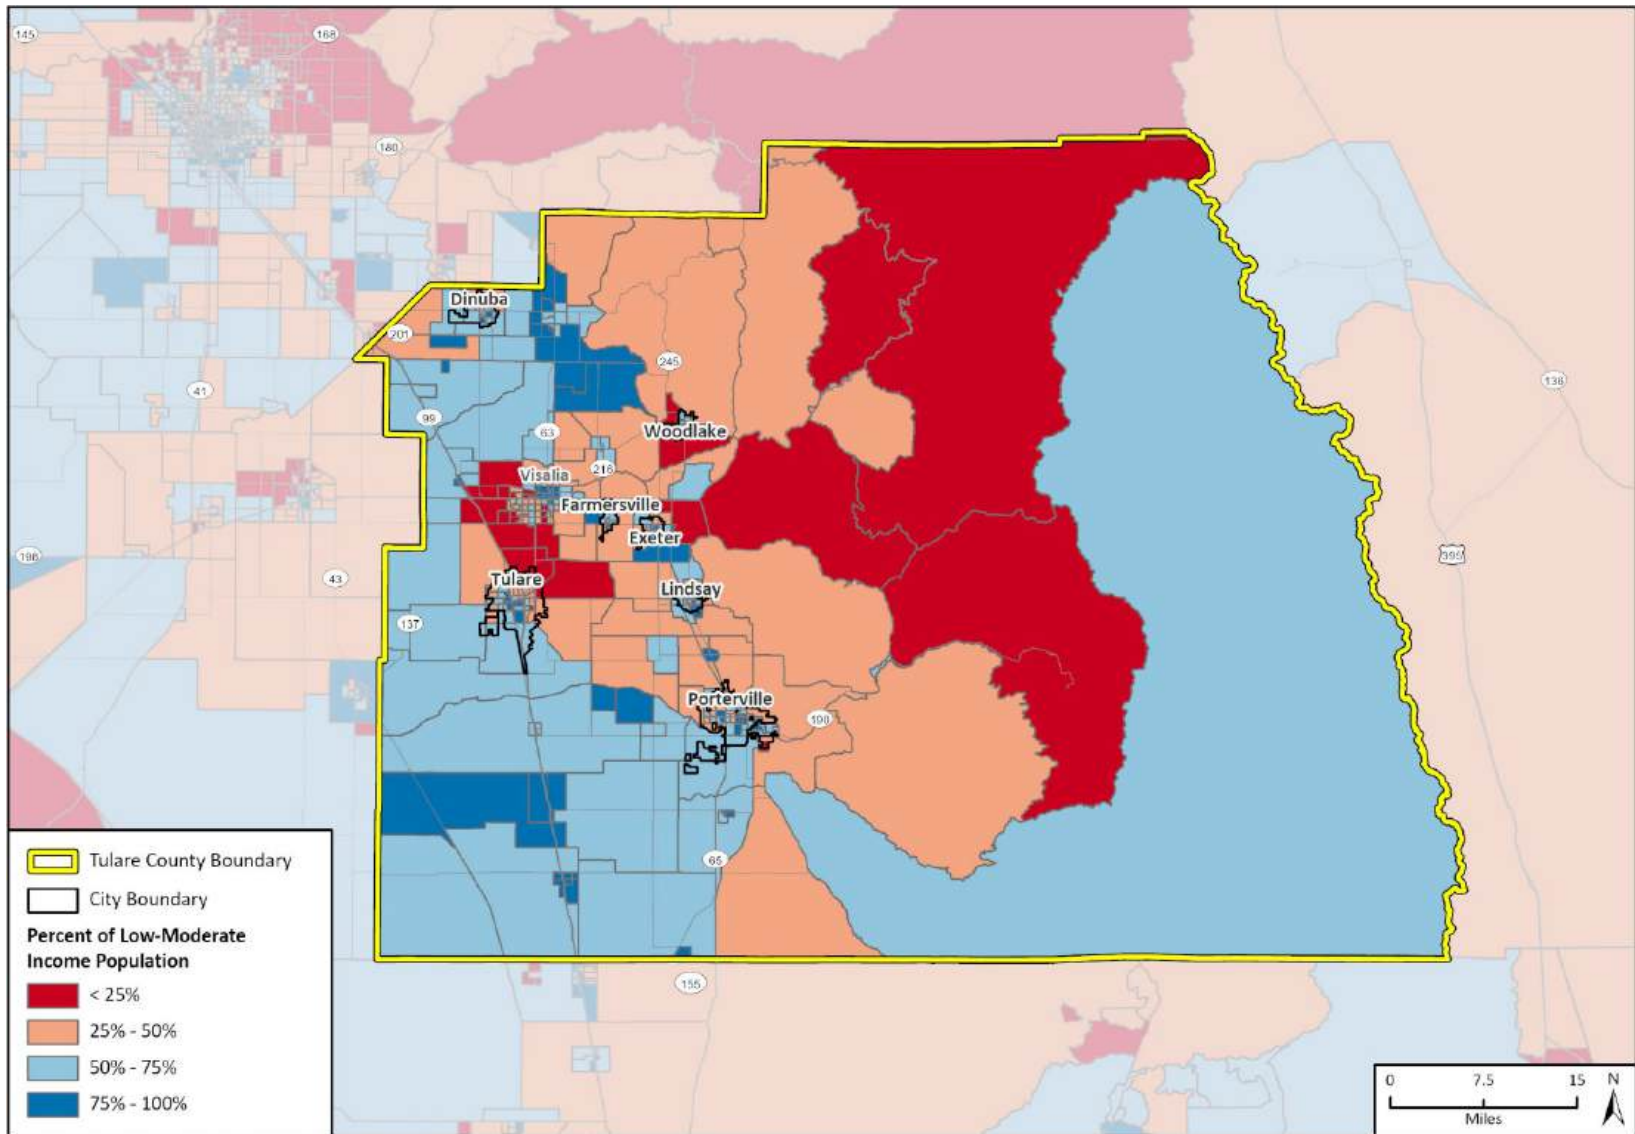 145
168
180
Dinuba
201
245
41
99
63
Woodlake
Visalia
216
Farmersville
Exeter
198
43
Tulare
Lindsay
137
Porterville
190
65
136
395
155
Tulare County Boundary
City Boundary
Percent of Low-Moderate
Income Population
< 25%
25% - 50%
50% - 75%
75% - 100%
0 7.5 15 N
Miles